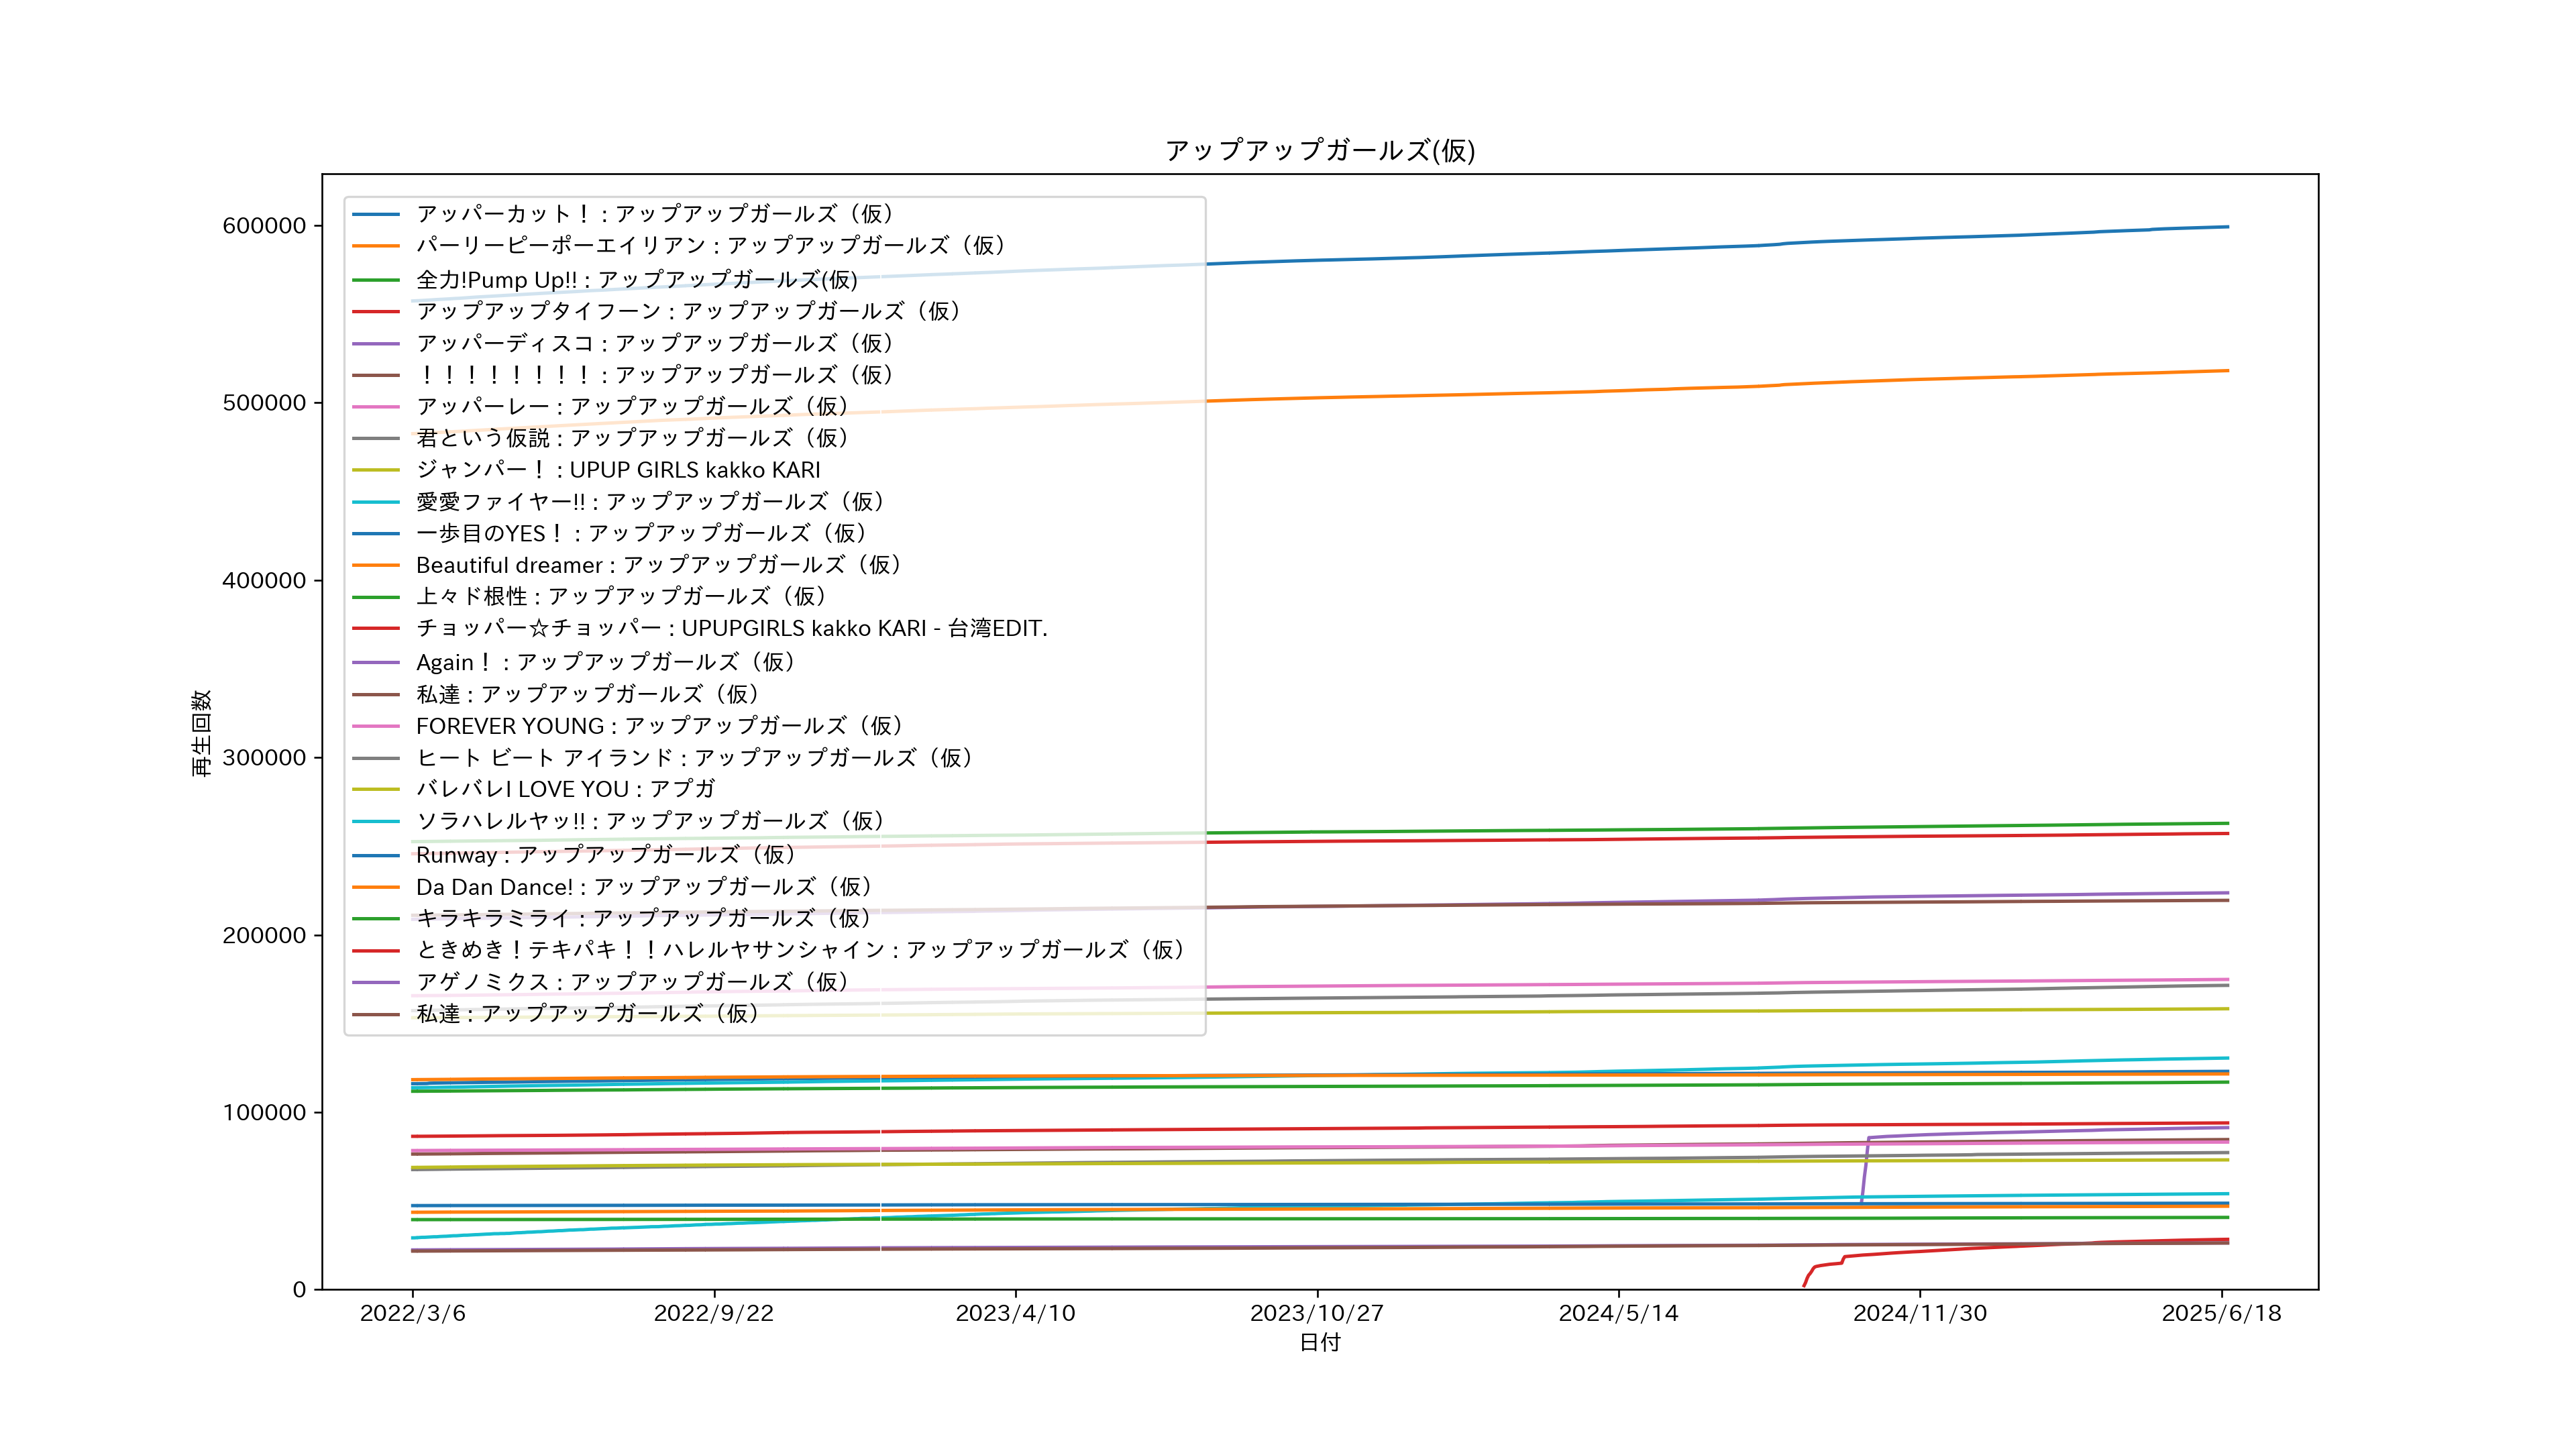 アップアップガールズ(仮)
600000
500000
400000
300000
200000
100000
0
再生回数
アッパーカット！ : アップアップガールズ（仮）
パーリーピーポーエイリアン : アップアップガールズ（仮）
全力!Pump Up!! : アップアップガールズ(仮)
アップアップタイフーン : アップアップガールズ（仮）
アッパーディスコ : アップアップガールズ（仮）
！！！！！！！！ : アップアップガールズ（仮）
アッパーレー : アップアップガールズ（仮）
君という仮説 : アップアップガールズ（仮）
ジャンパー！ : UPUP GIRLS kakko KARI
愛愛ファイヤー!! : アップアップガールズ（仮）
一歩目のYES！ : アップアップガールズ（仮）
Beautiful dreamer : アップアップガールズ（仮）
上々ド根性 : アップアップガールズ（仮）
チョッパー☆チョッパー : UPUPGIRLS kakko KARI - 台湾EDIT.
Again！ : アップアップガールズ（仮）
私達 : アップアップガールズ（仮）
FOREVER YOUNG : アップアップガールズ（仮）
ヒート ビート アイランド : アップアップガールズ（仮）
バレバレI LOVE YOU : アプガ
ソラハレルヤッ!! : アップアップガールズ（仮）
Runway : アップアップガールズ（仮）
Da Dan Dance! : アップアップガールズ（仮）
キラキラミライ : アップアップガールズ（仮）
ときめき！テキパキ！！ハレルヤサンシャイン : アップアップガールズ（仮）
アゲノミクス : アップアップガールズ（仮）
私達 : アップアップガールズ（仮）
2022/3/6
2022/9/22
2023/4/10
2023/10/27
2024/5/14
2024/11/30
2025/6/18
日付